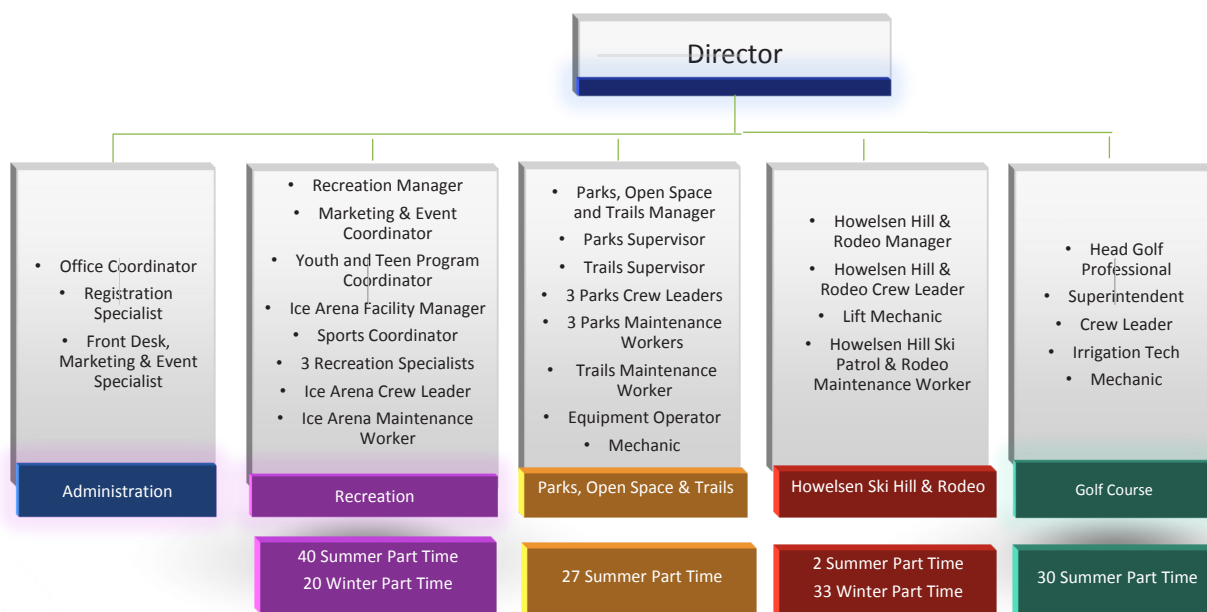 Director
• Office Coordinator
• Registration
Specialist
• Front Desk,
Marketing & Event
Specialist
Administration
• Recreation Manager
• Marketing & Event
Coordinator
• Youth and Teen Program
Coordinator
• Ice Arena Facility Manager
• Sports Coordinator
• 3 Recreation Specialists
• Ice Arena Crew Leader
• Ice Arena Maintenance
Worker
Recreation
40 Summer Part Time
20 Winter Part Time
• Parks, Open Space
and Trails Manager
• Parks Supervisor
• Trails Supervisor
• 3 Parks Crew Leaders
• 3 Parks Maintenance
Workers
• Trails Maintenance
Worker
• Equipment Operator
• Mechanic
Parks, Open Space & Trails
27 Summer Part Time
• Howelsen Hill &
Rodeo Manager
• Howelsen Hill &
Rodeo Crew Leader
• Lift Mechanic
• Howelsen Hill Ski
Patrol & Rodeo
Maintenance Worker
Howelsen Ski Hill & Rodeo
2 Summer Part Time
33 Winter Part Time
• Head Golf
Professional
• Superintendent
• Crew Leader
• Irrigation Tech
• Mechanic
Golf Course
30 Summer Part Time